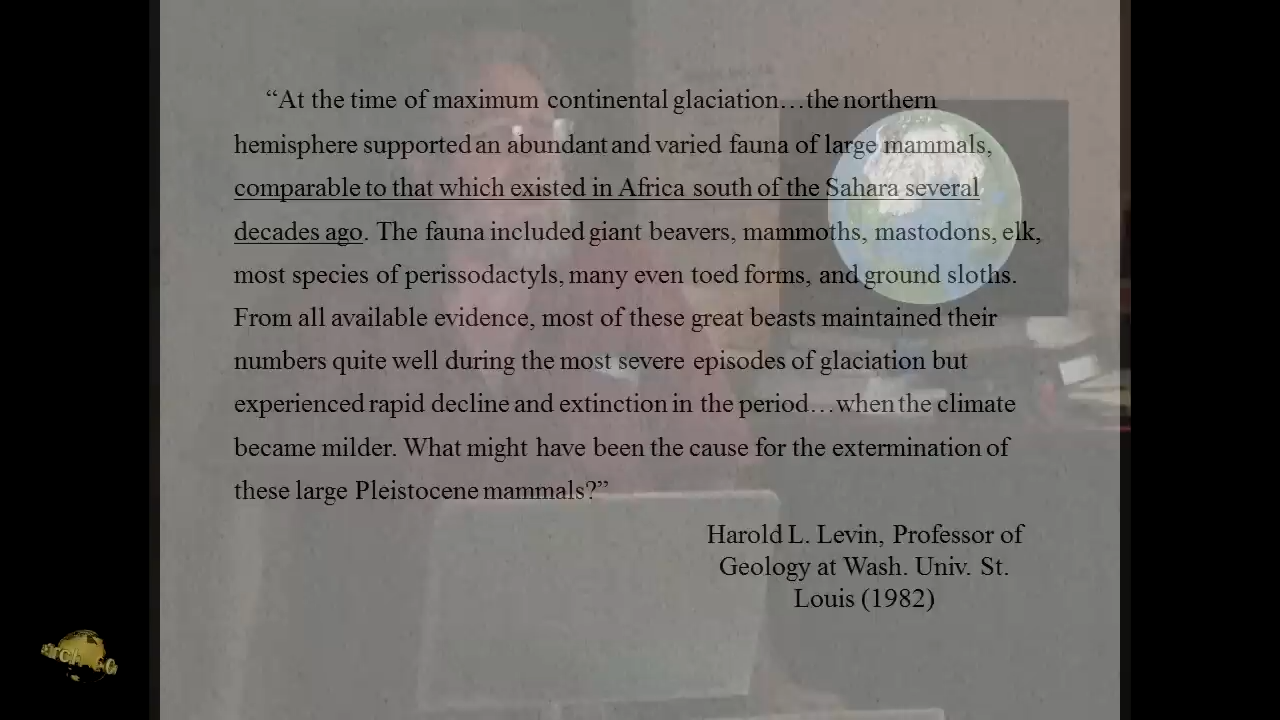 “At the time of maximum continental glaciation…the northern
hemisphere supported an abundant and varied fauna of large mammals,
comparable to that which existed in Africa south of the Sahara several
decades ago. The fauna included giant beavers, mammoths, mastodons, elk,
most species of perissodactyls, many even toed forms, and ground sloths.
From all available evidence, most of these great beasts maintained their
numbers quite well during the most severe episodes of glaciation but
experienced rapid decline and extinction in the period…when the climate
became milder. What might have been the cause for the extermination of
these large Pleistocene mammals?”
Harold L. Levin, Professor of
Geology at Wash. Univ. St.
Louis (1982)